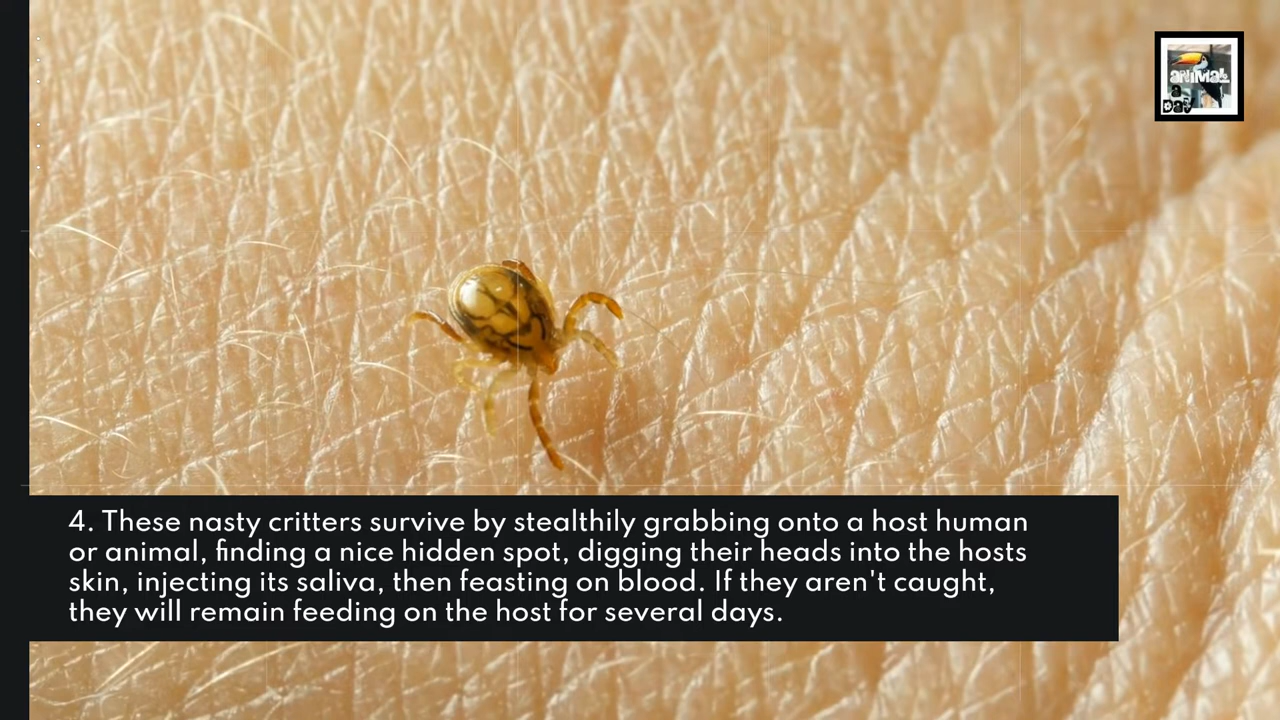 ANIMAL
a
DAY
4. These nasty critters survive by stealthily grabbing onto a host human
or animal, finding a nice hidden spot, digging their heads into the hosts
skin, injecting its saliva, then feasting on blood. If they aren't caught,
they will remain feeding on the host for several days.